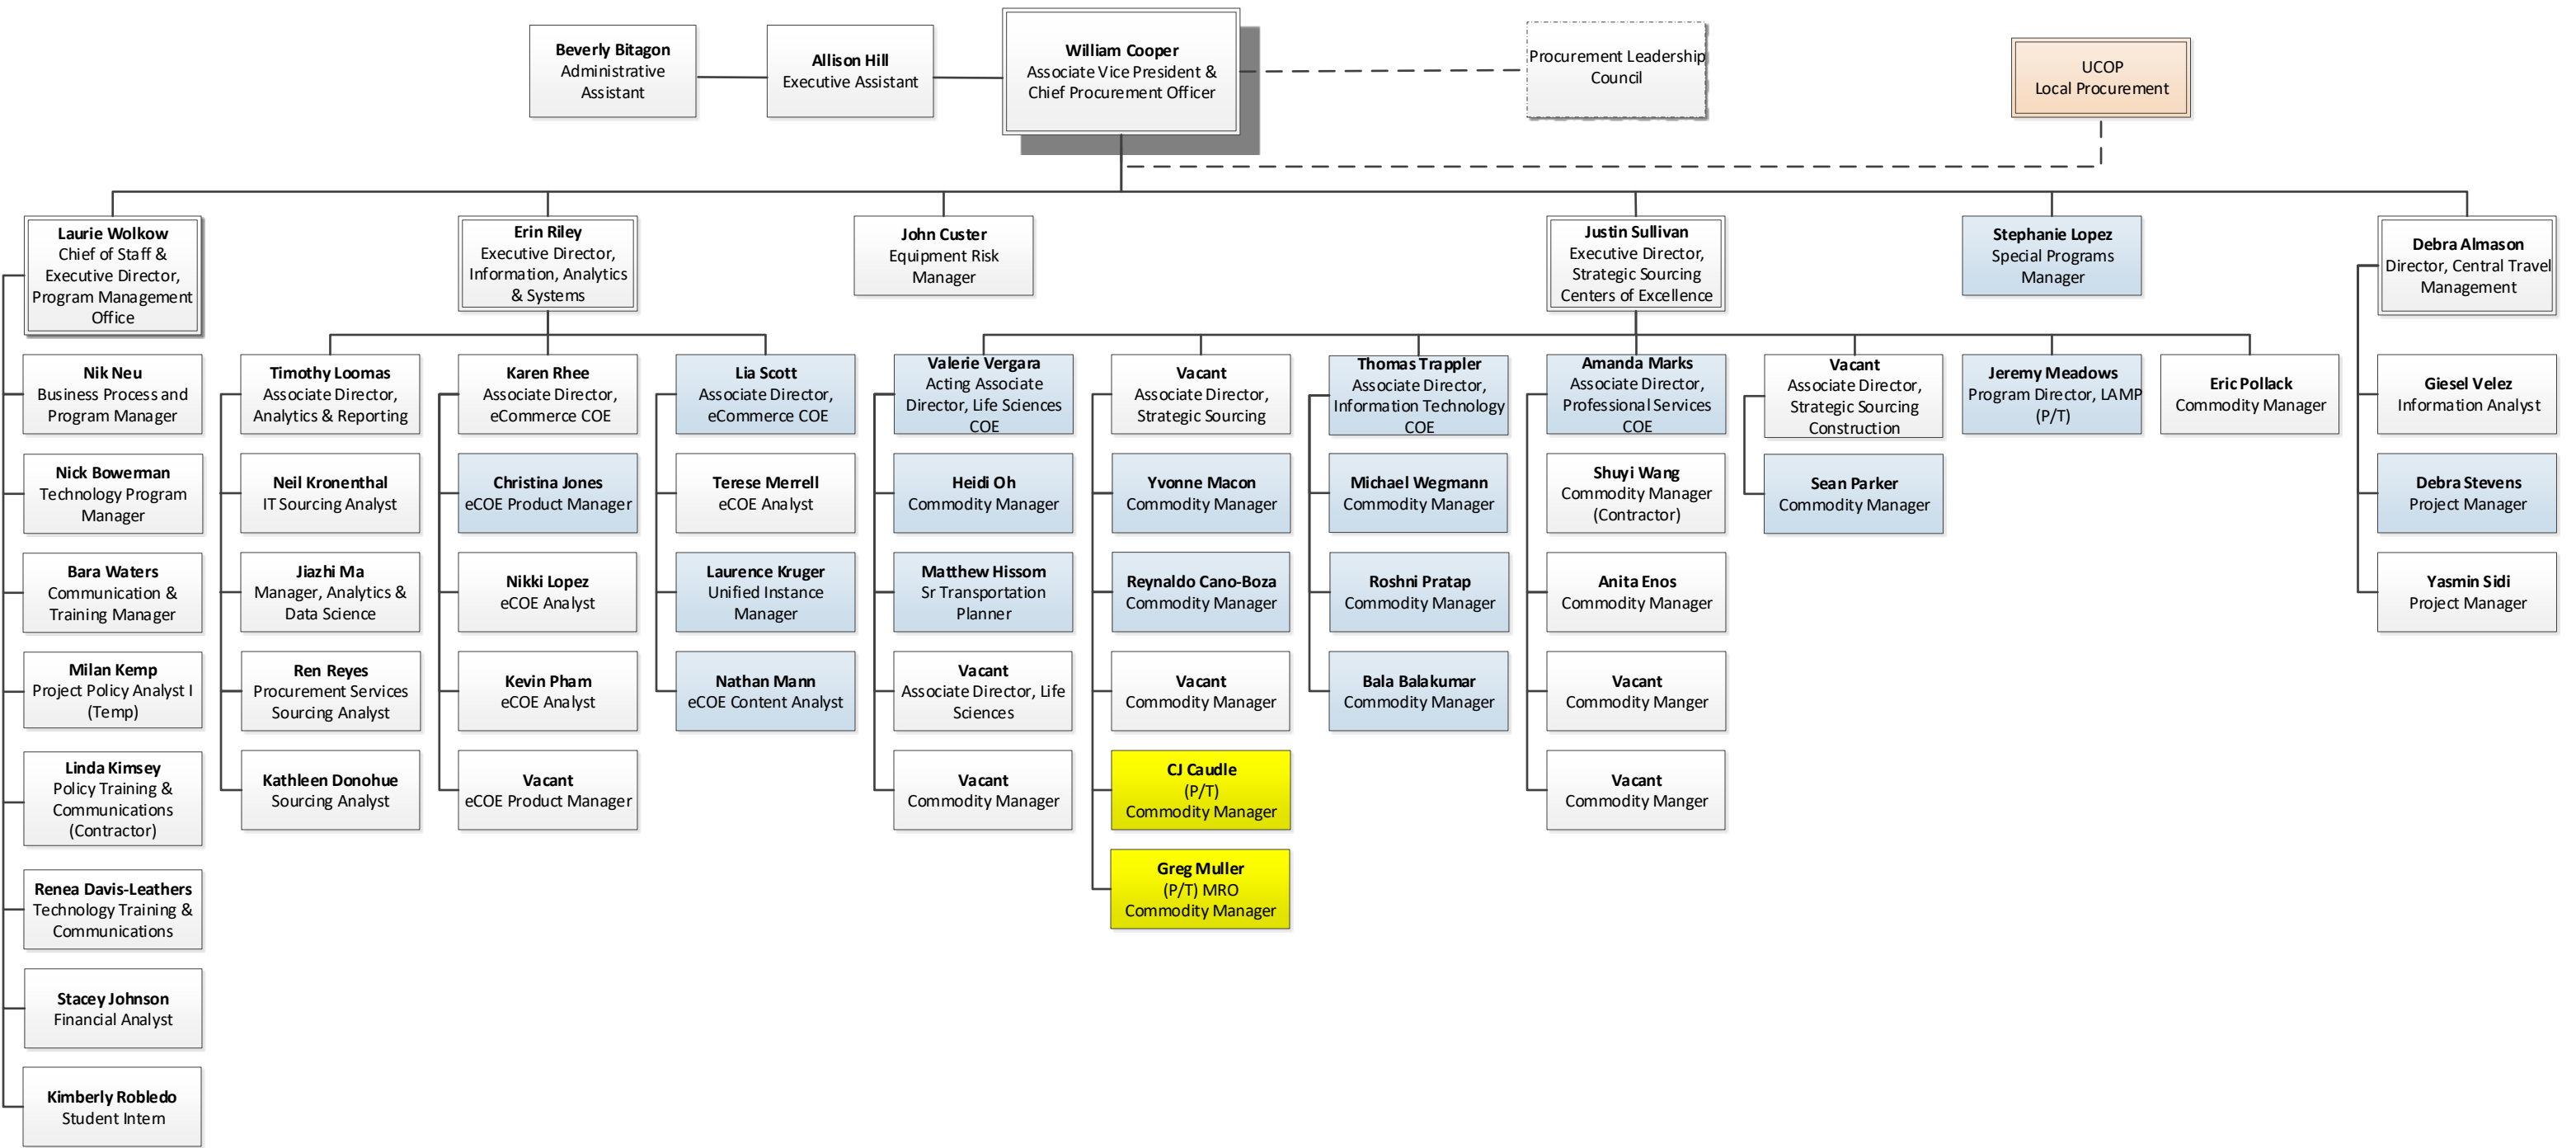 Beverly Bitagon
Administrative
Assistant
Allison Hill
Executive Assistant
William Cooper
Associate Vice President &
Chief Procurement Officer
Procurement Leadership
Council
UCOP
Local Procurement
Laurie Wolkow
Chief of Staff &
Executive Director,
Program Management
Office
Erin Riley
Executive Director,
Information, Analytics
& Systems
John Custer
Equipment Risk
Manager
Justin Sullivan
Executive Director,
Strategic Sourcing
Centers of Excellence
Stephanie Lopez
Special Programs
Manager
Debra Almason
Director, Central Travel
Management
Nik Neu
Business Process and
Program Manager
Nick Bowerman
Technology Program
Manager
Bara Waters
Communication &
Training Manager
Milan Kemp
Project Policy Analyst I
(Temp)
Linda Kimsey
Policy Training &
Communications
(Contractor)
Renea Davis-Leathers
Technology Training &
Communications
Stacey Johnson
Financial Analyst
Kimberly Robledo
Student Intern
Timothy Loomas
Associate Director,
Analytics & Reporting
Neil Kronenthal
IT Sourcing Analyst
Jiazhi Ma
Manager, Analytics &
Data Science
Ren Reyes
Procurement Services
Sourcing Analyst
Kathleen Donohue
Sourcing Analyst
Karen Rhee
Associate Director,
eCommerce COE
Christina Jones
eCOE Product Manager
Nikki Lopez
eCOE Analyst
Kevin Pham
eCOE Analyst
Vacant
eCOE Product Manager
Lia Scott
Associate Director,
eCommerce COE
Terese Merrell
eCOE Analyst
Laurence Kruger
Unified Instance
Manager
Nathan Mann
eCOE Content Analyst
Valerie Vergara
Acting Associate
Director, Life Sciences
COE
Heidi Oh
Commodity Manager
Matthew Hissom
Sr Transportation
Planner
Vacant
Associate Director, Life
Sciences
Vacant
Commodity Manager
Vacant
Associate Director,
Strategic Sourcing
Yvonne Macon
Commodity Manager
Reynaldo Cano-Boza
Commodity Manager
Vacant
Commodity Manager
CJ Caudle
(P/T)
Commodity Manager
Greg Muller
(P/T) MRO
Commodity Manager
Thomas Trappler
Associate Director,
Information Technology
COE
Michael Wegmann
Commodity Manager
Roshni Pratap
Commodity Manager
Bala Balakumar
Commodity Manager
Amanda Marks
Associate Director,
Professional Services
COE
Shuyi Wang
Commodity Manager
(Contractor)
Anita Enos
Commodity Manager
Vacant
Commodity Manger
Vacant
Commodity Manger
Vacant
Associate Director,
Strategic Sourcing
Construction
Sean Parker
Commodity Manager
Jeremy Meadows
Program Director, LAMP
(P/T)
Eric Pollack
Commodity Manager
Giesel Velez
Information Analyst
Debra Stevens
Project Manager
Yasmin Sidi
Project Manager